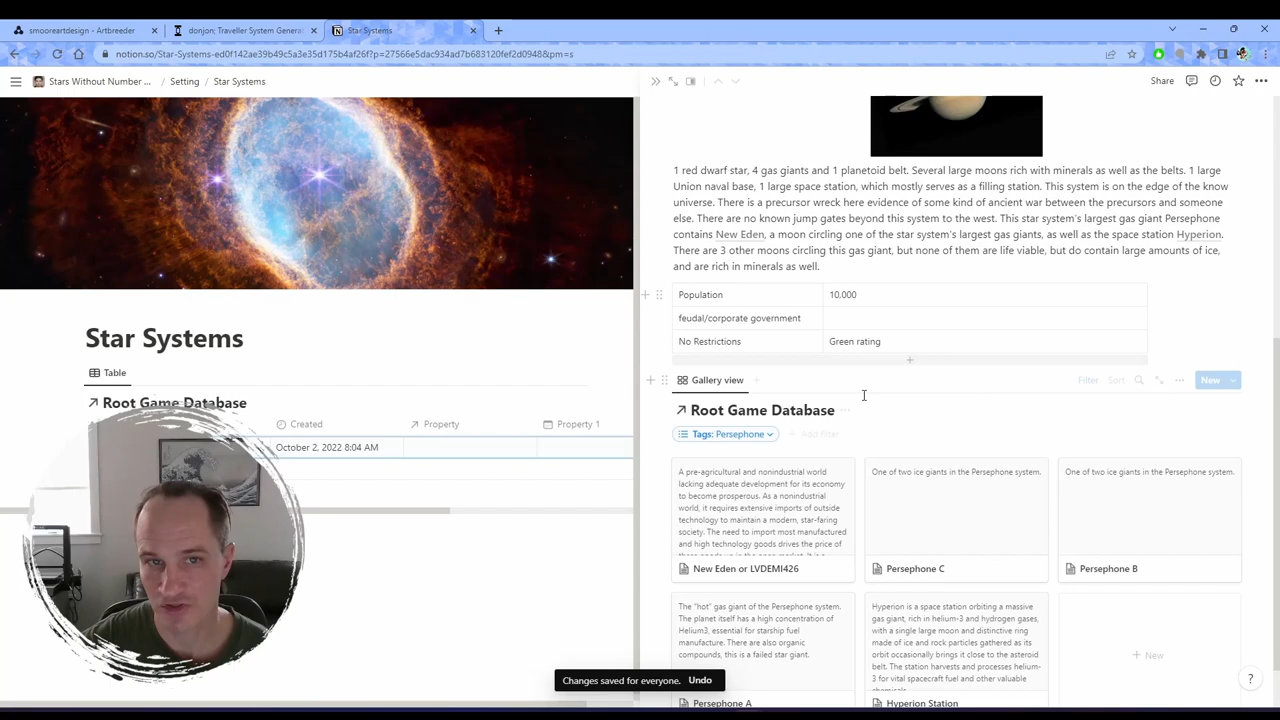 smooreartdesign - Artbreeder
donjon; Traveller System Genera
Star Systems
notion.so/Star-Systems-ed0f142ae39b49c5a3e35d175b4af26f?p=27566e5dac934ad7b683120fef2d0948&pm=s
Stars Without Number ... / Setting / Star Systems
Share
Star Systems
Table
Root Game Database
Created
Property
Property 1
October 2, 2022 8:04 AM
1 red dwarf star, 4 gas giants and 1 planetoid belt. Several large moons rich with minerals as well as the belts. 1 large
Union naval base, 1 large space station, which mostly serves as a filling station. This system is on the edge of the know
universe. There is a precursor wreck here evidence of some kind of ancient war between the precursors and someone
else. There are no known jump gates beyond this system to the west. This star system's largest gas giant Persephone
contains New Eden, a moon circling one of the star system's largest gas giants, as well as the space station Hyperion.
There are 3 other moons circling this gas giant, but none of them are life viable, but do contain large amounts of ice,
and are rich in minerals as well.
Population 10,000
feudal/corporate government
No Restrictions Green rating
Gallery view
Filter Sort
New
Root Game Database
Tags: Persephone
Add filter
A pre-agricultural and nonindustrial world
lacking adequate development for its economy
to become prosperous. As a nonindustrial
world, it requires extensive imports of outside
technology to maintain a modern, star-faring
society. The need to import most manufactured
and high technology goods drives the price of
New Eden or LVDEMI426
One of two ice giants in the Persephone system.
Persephone C
One of two ice giants in the Persephone system.
Persephone B
The "hot" gas giant of the Persephone system.
The planet itself has a high concentration of
Helium3, essential for starship fuel
manufacture. There are also organic
compounds, this is a failed star giant.
Persephone A
Hyperion is a space station orbiting a massive
gas giant, rich in helium-3 and hydrogen gases,
with a single large moon and distinctive ring
made of ice and rock particles gathered as its
orbit occasionally brings it close to the asteroid
belt. The station harvests and processes helium-
3 for vital spacecraft fuel and other valuable
Hyperion Station
New
Changes saved for everyone. Undo
?